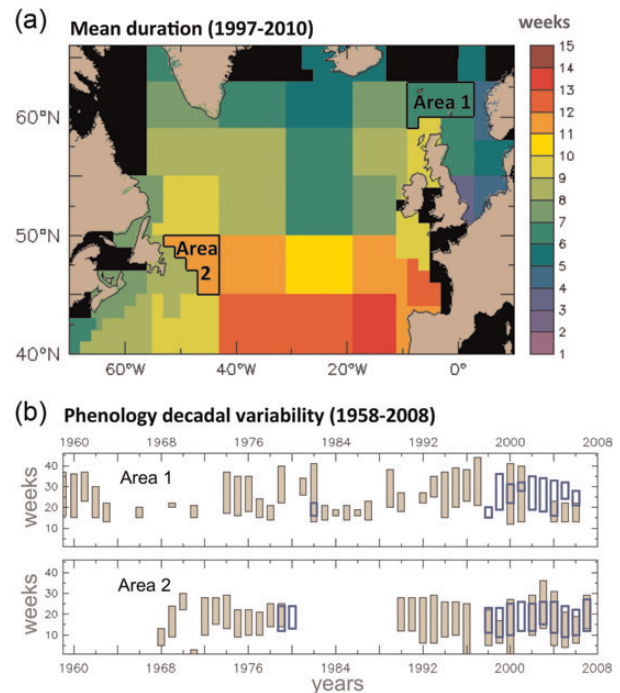 (a) Mean duration (1997-2010)
weeks
15
14
13
12
11
10
9
8
7
6
5
4
3
2
1
60°N
50°N
40°N
60°W 40°W 20°W 0°
Area 1
Area
2
(b) Phenology decadal variability (1958-2008)
1960 1968 1976 1984 1992 2000 2008
weeks
40
30
20
10
Area 1
weeks
40
30
20
10
Area 2
1960 1968 1976 1984 1992 2000 2008
years